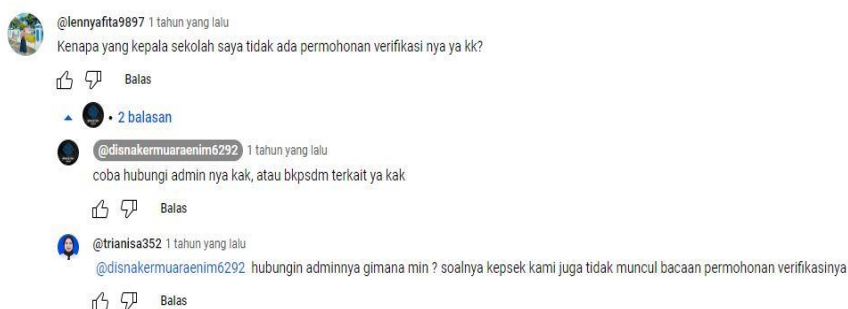 @lennyafita9897 1 tahun yang lalu
Kenapa yang kepala sekolah saya tidak ada permohonan verifikasi nya ya kk?
Balas
• 2 balasan
@disnakermuaraenim6292 1 tahun yang lalu
coba hubungi admin nya kak, atau bkpsdm terkait ya kak
Balas
@trianisa352 1 tahun yang lalu
@disnakermuaraenim6292 hubungin adminnya gimana min ? soalnya kepsek kami juga tidak muncul bacaan permohonan verifikasinya
Balas